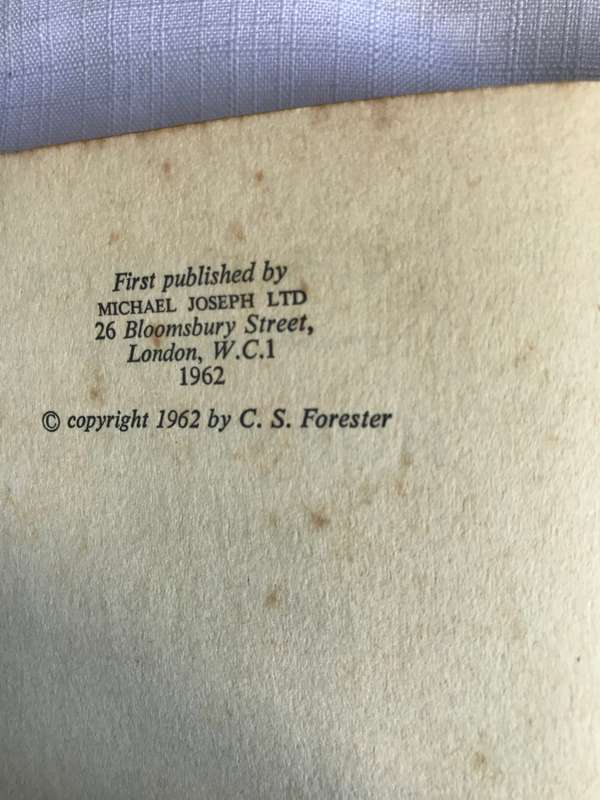 First published by
MICHAEL JOSEPH LTD
26 Bloomsbury Street,
London, W.C.1
1962
© copyright 1962 by C. S. Forester